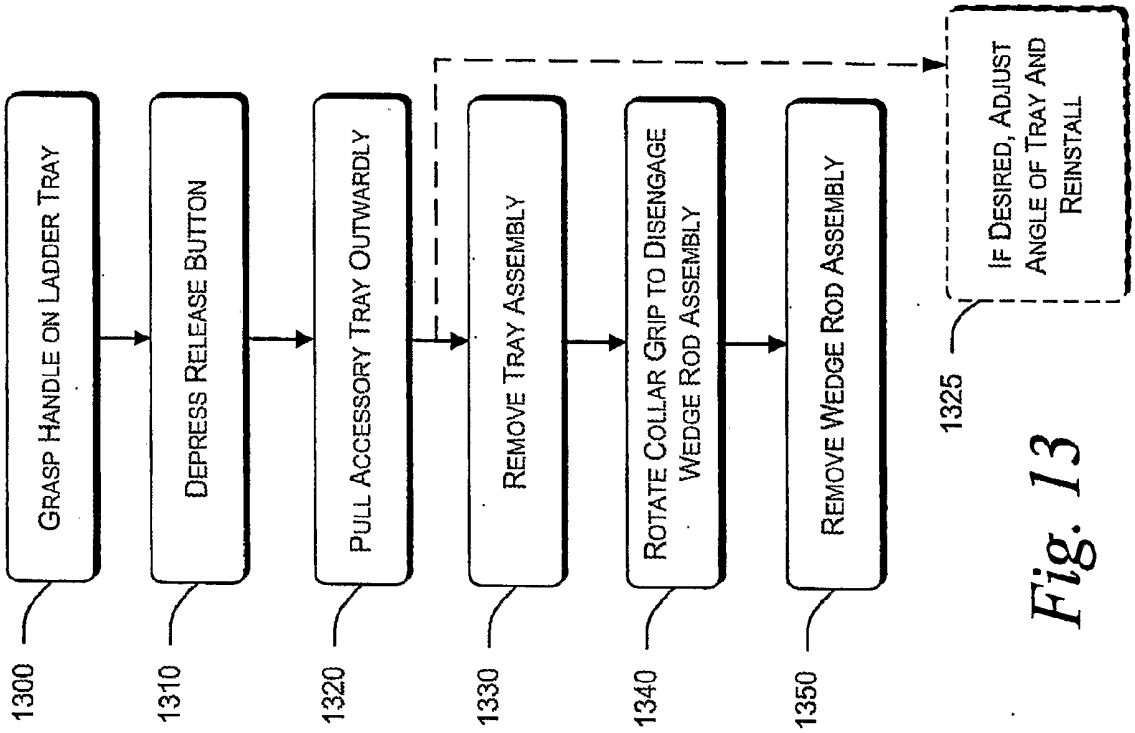 1300
GRASP HANDLE ON LADDER TRAY
1310
DEPRESS RELEASE BUTTON
1320
PULL ACCESSORY TRAY OUTWARDLY
1330
REMOVE TRAY ASSEMBLY
1340
ROTATE COLLAR GRIP TO DISENGAGE
WEDGE ROD ASSEMBLY
1350
REMOVE WEDGE ROD ASSEMBLY
1325
IF DESIRED, ADJUST
ANGLE OF TRAY AND
REINSTALL
Fig. 13